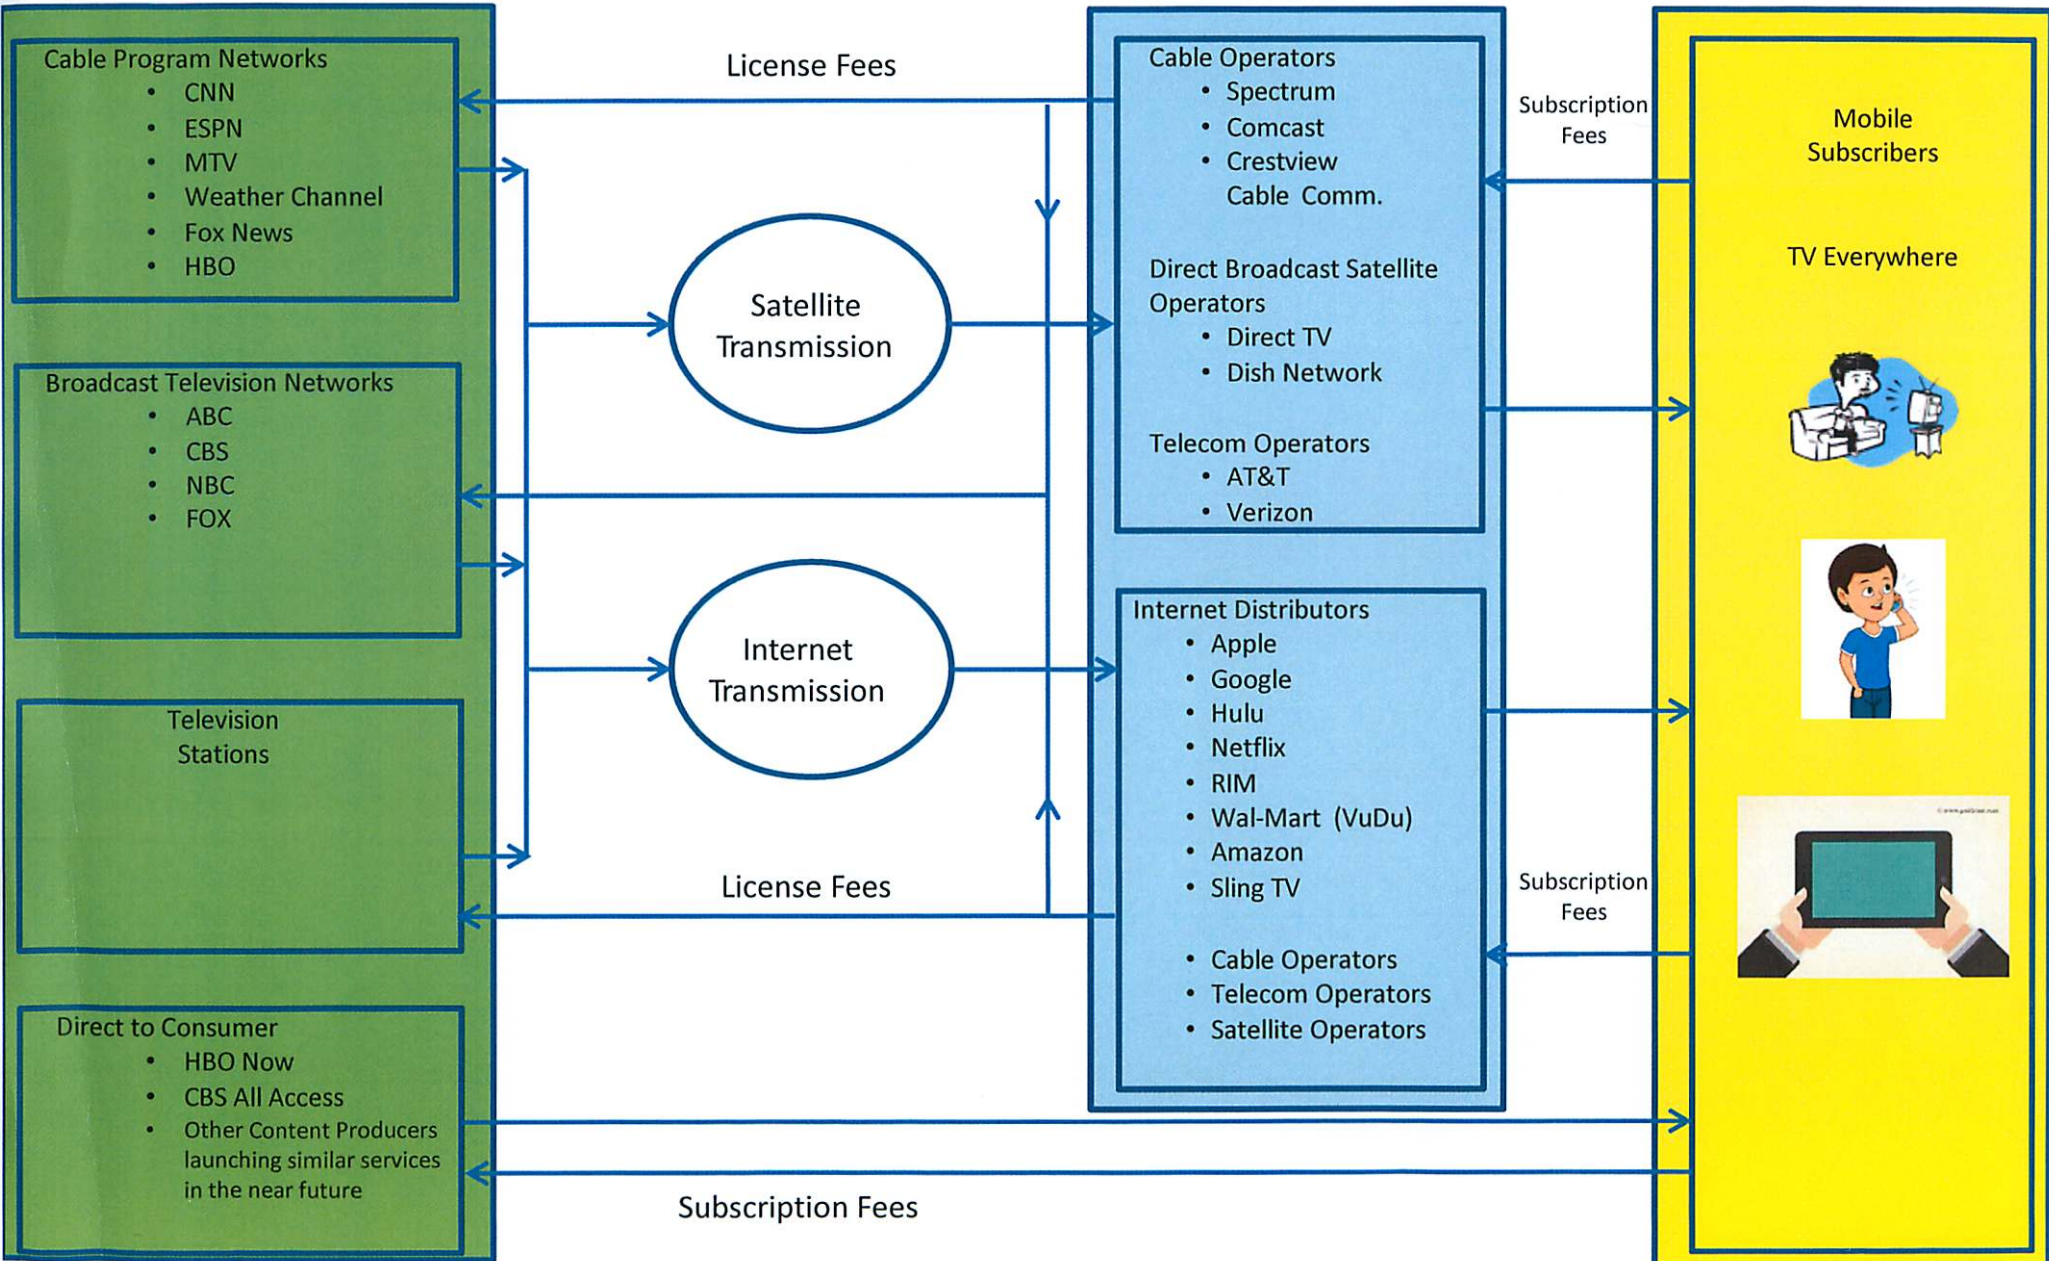 Cable Program Networks
• CNN
• ESPN
• MTV
• Weather Channel
• Fox News
• HBO
Broadcast Television Networks
• ABC
• CBS
• NBC
• FOX
Television
Stations
Direct to Consumer
• HBO Now
• CBS All Access
• Other Content Producers
launching similar services
in the near future
License Fees
Satellite
Transmission
Internet
Transmission
License Fees
Subscription Fees
Cable Operators
• Spectrum
• Comcast
• Crestview
Cable Comm.
Direct Broadcast Satellite
Operators
• Direct TV
• Dish Network
Telecom Operators
• AT&T
• Verizon
Internet Distributors
• Apple
• Google
• Hulu
• Netflix
• RIM
• Wal-Mart (VuDu)
• Amazon
• Sling TV
• Cable Operators
• Telecom Operators
• Satellite Operators
Subscription
Fees
Subscription
Fees
Mobile
Subscribers
TV Everywhere